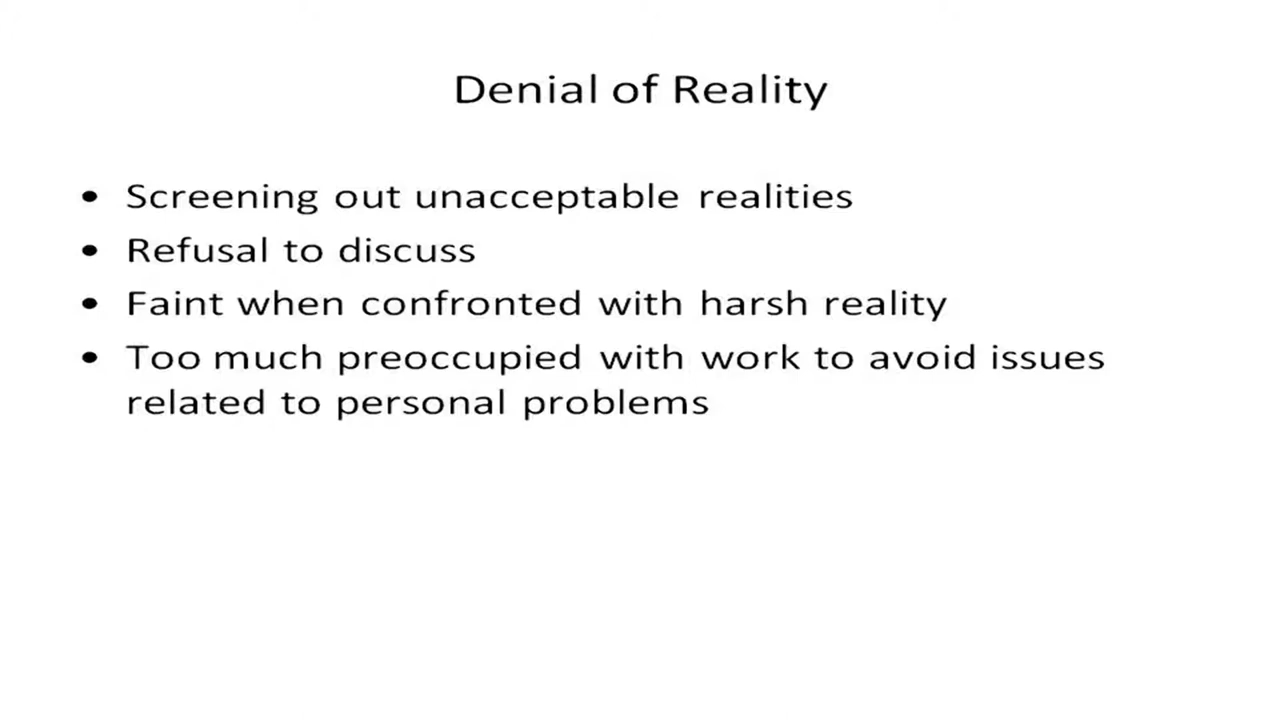 Denial of Reality
• Screening out unacceptable realities
• Refusal to discuss
• Faint when confronted with harsh reality
• Too much preoccupied with work to avoid issues
related to personal problems